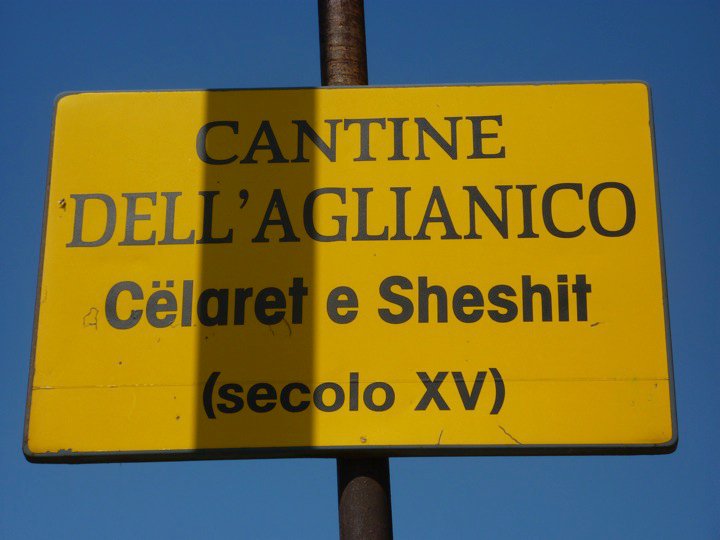 CANTINE
DELL'AGLIANICO
Cëlaret e Sheshit
(secolo XV)